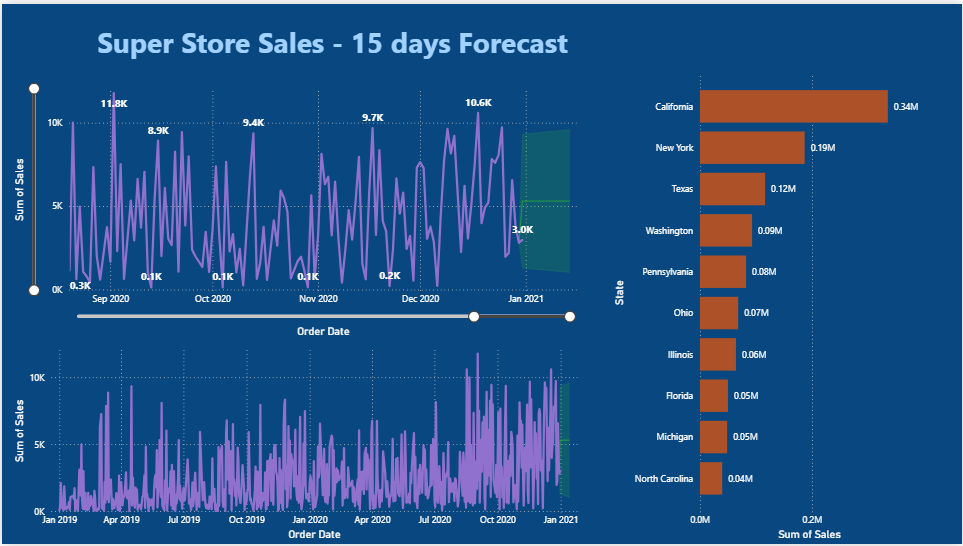 Super Store Sales - 15 days Forecast
Sum of Sales
10K
5K
0K
11.8K
8.9K
9.4K
9.7K
10.6K
3.0K
0.3K
0.1K
0.1K
0.1K
0.2K
Sep 2020
Oct 2020
Nov 2020
Dec 2020
Jan 2021
Order Date
Sum of Sales
10K
5K
0K
Jan 2019
Apr 2019
Jul 2019
Oct 2019
Jan 2020
Apr 2020
Jul 2020
Oct 2020
Jan 2021
Order Date
State
California 0.34M
New York 0.19M
Texas 0.12M
Washington 0.09M
Pennsylvania 0.08M
Ohio 0.07M
Illinois 0.06M
Florida 0.05M
Michigan 0.05M
North Carolina 0.04M
0.0M
0.2M
Sum of Sales